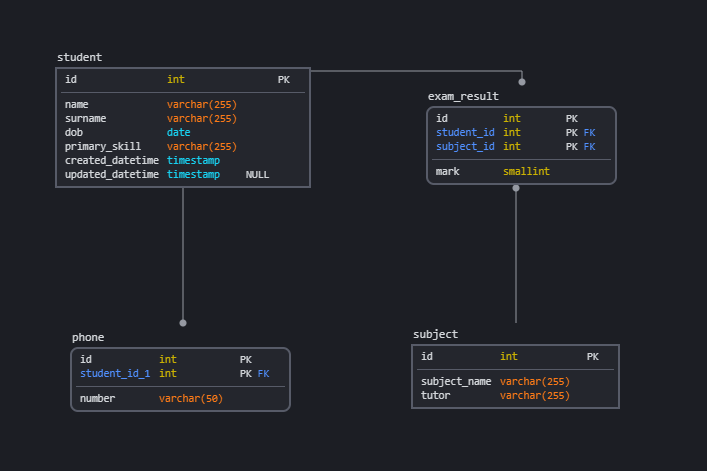 student
id int PK
name varchar(255)
surname varchar(255)
dob date
primary_skill varchar(255)
created_datetime timestamp
updated_datetime timestamp NULL
exam_result
id int PK
student_id int PK FK
subject_id int PK FK
mark smallint
phone
id int PK
student_id_1 int PK FK
number varchar(50)
subject
id int PK
subject_name varchar(255)
tutor varchar(255)